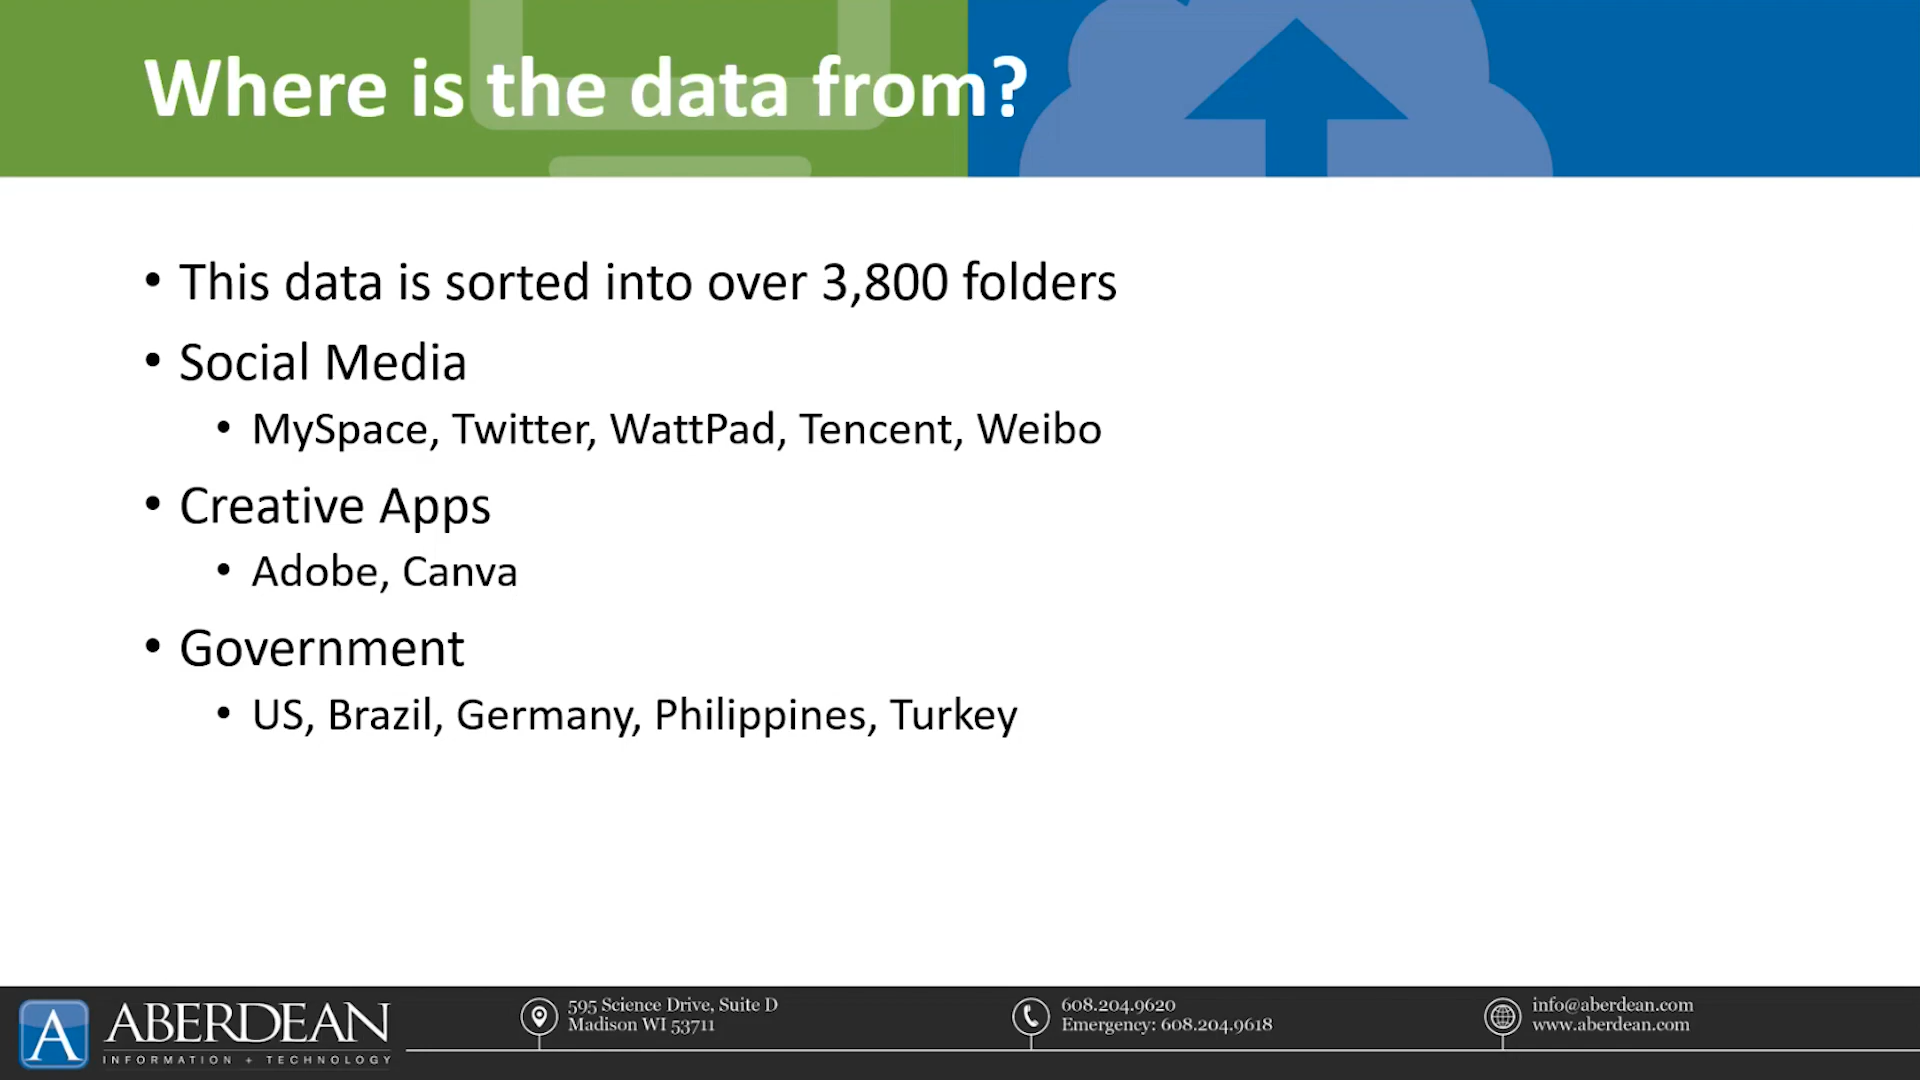 Where is the data from?
• This data is sorted into over 3,800 folders
• Social Media
• MySpace, Twitter, WattPad, Tencent, Weibo
• Creative Apps
• Adobe, Canva
• Government
• US, Brazil, Germany, Philippines, Turkey
A ABERDEAN
INFORMATION + TECHNOLOGY
595 Science Drive, Suite D
Madison WI 53711
608.204.9620
Emergency: 608.204.9618
info@aberdean.com
www.aberdean.com